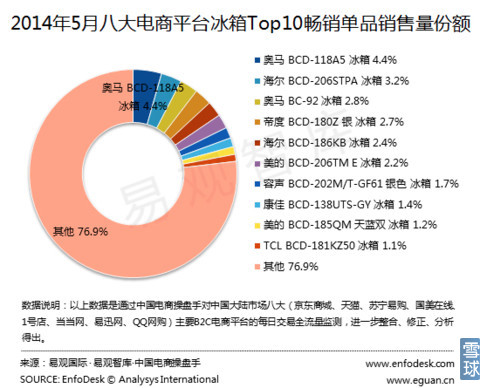 2014年5月八大电商平台冰箱Top10畅销单品销售量份额
奥马 BCD-118A5
冰箱 4.4%
其他 76.9%
易观智库
奥马 BCD-118A5 冰箱 4.4%
海尔 BCD-206STPA 冰箱 3.2%
奥马 BC-92 冰箱 2.8%
帝度 BCD-180Z 银 冰箱 2.7%
海尔 BCD-186KB 冰箱 2.4%
美的 BCD-206TM E 冰箱 2.2%
容声 BCD-202M/T-GF61 银色 冰箱 1.7%
康佳 BCD-138UTS-GY 冰箱 1.4%
美的 BCD-185QM 天蓝双 冰箱 1.2%
TCL BCD-181KZ50 冰箱 1.1%
其他 76.9%
数据说明：以上数据是通过中国电商操盘手对中国大陆市场八大（京东商城、天猫、苏宁易购、国美在线、
1号店、当当网、易迅网、QQ网购）主要B2C电商平台的每日交易全流量监测，进一步整合、修正、分析
得出。
来源：易观国际·易观智库·中国电商操盘手
www.enfodesk.com
SOURCE: EnfoDesk © Analysys International
www.eguan.cn
雪球